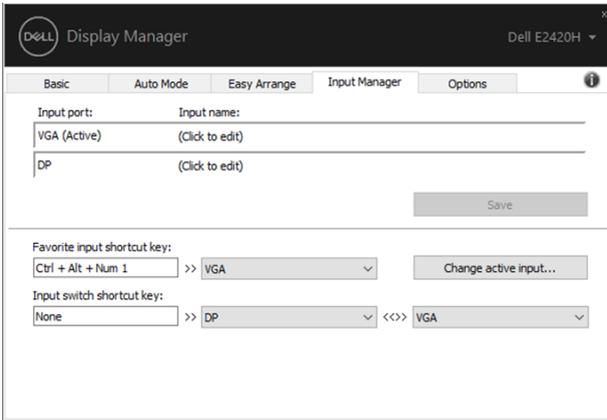 DELL Display Manager Dell E2420H
Basic Auto Mode Easy Arrange Input Manager Options
Input port: Input name:
VGA (Active) (Click to edit)
DP (Click to edit)
Save
Favorite input shortcut key:
Ctrl + Alt + Num 1 >> VGA Change active input...
Input switch shortcut key:
None >> DP <<>> VGA